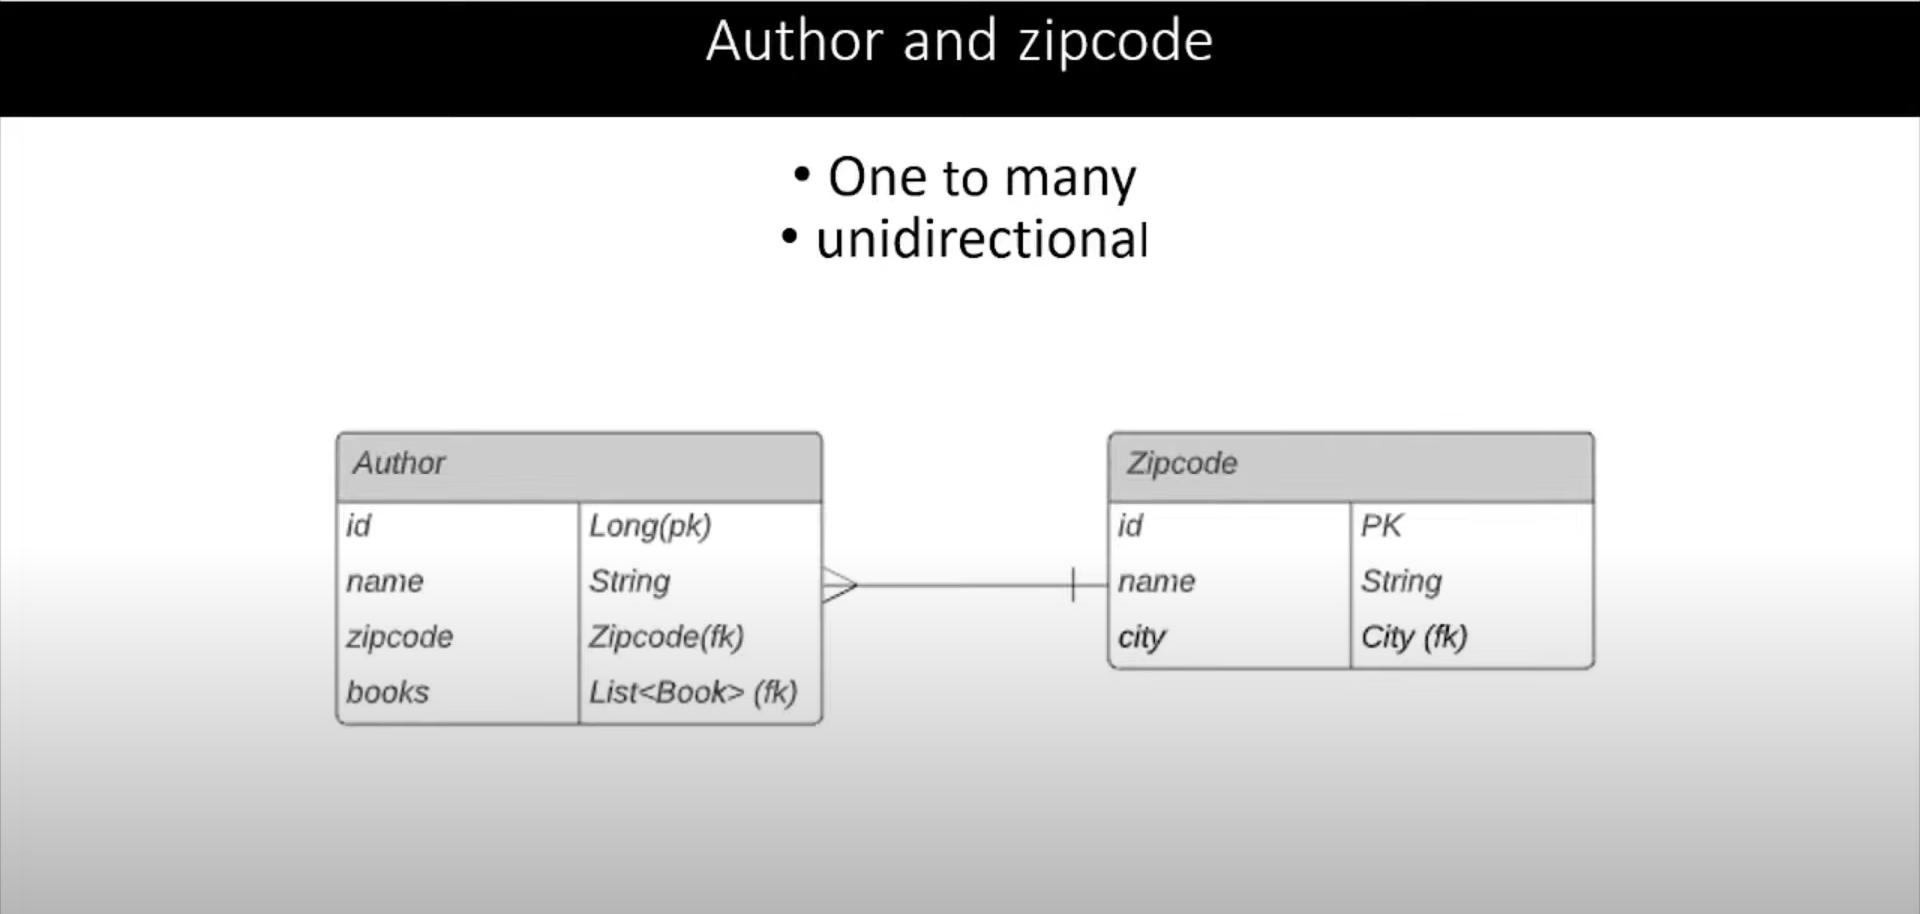 Author and zipcode
• One to many
• unidirectional
Author
id Long(pk)
name String
zipcode Zipcode(fk)
books List<Book> (fk)
Zipcode
id PK
name String
city City (fk)